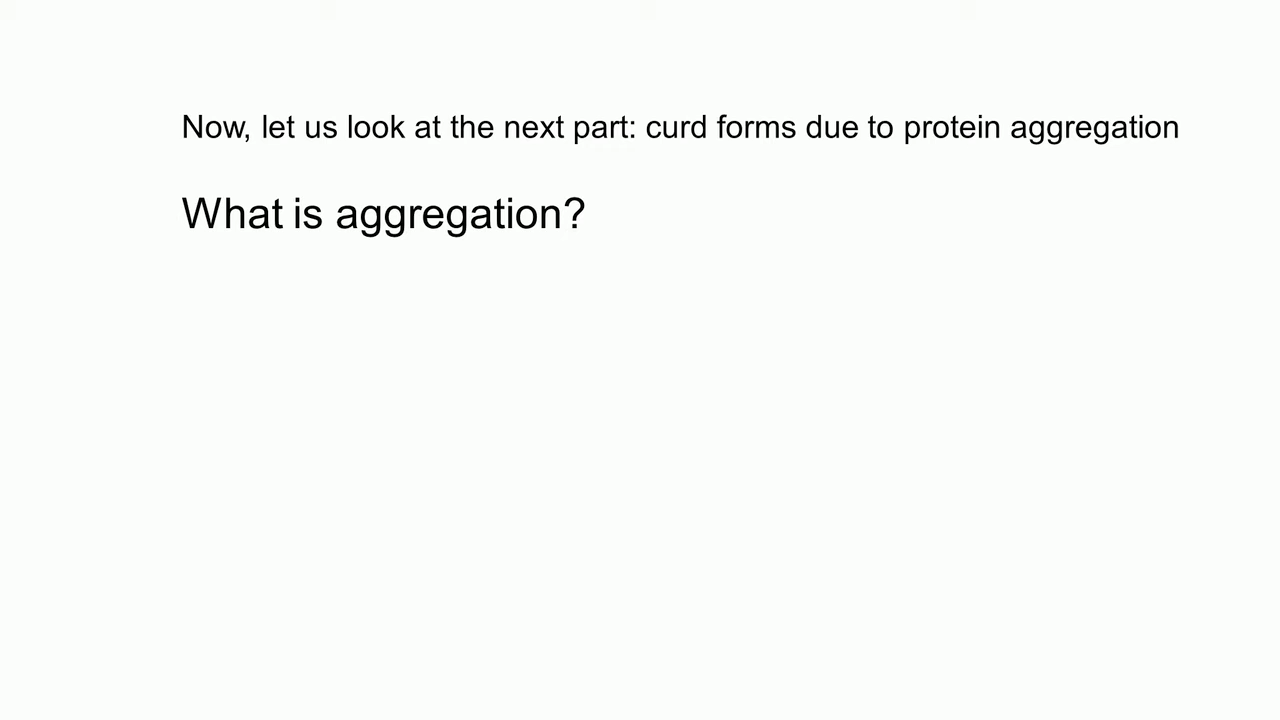 Now, let us look at the next part: curd forms due to protein aggregation
What is aggregation?